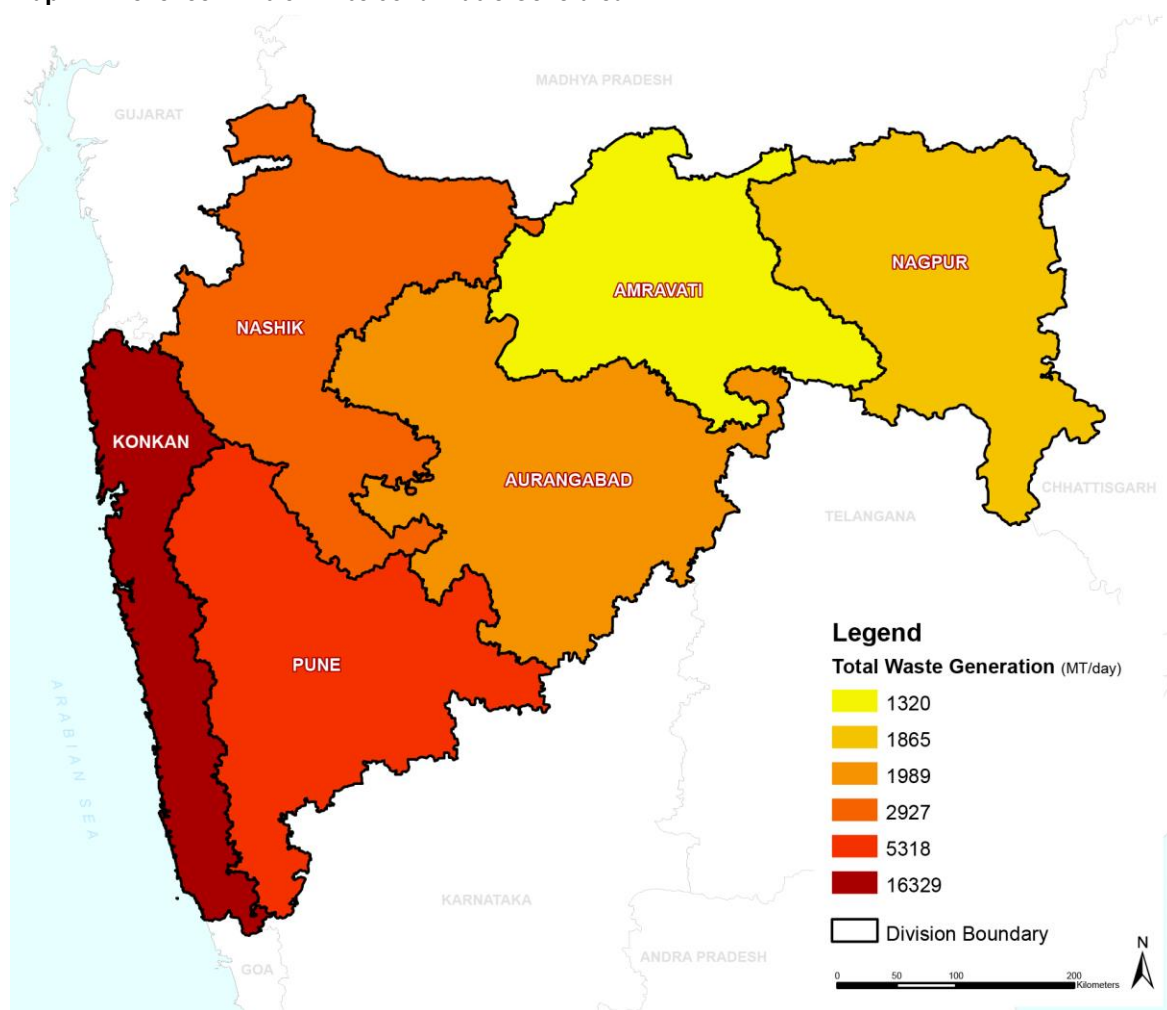 MADHYA PRADESH
GUJARAT
NAGPUR
AMRAVATI
NASHIK
KONKAN
AURANGABAD
CHHATTISGARH
TELANGANA
PUNE
ARABIAN SEA
KARNATAKA
ANDRA PRADESH
GOA
Legend
Total Waste Generation (MT/day)
1320
1865
1989
2927
5318
16329
Division Boundary
N
0 50 100 200
Kilometers